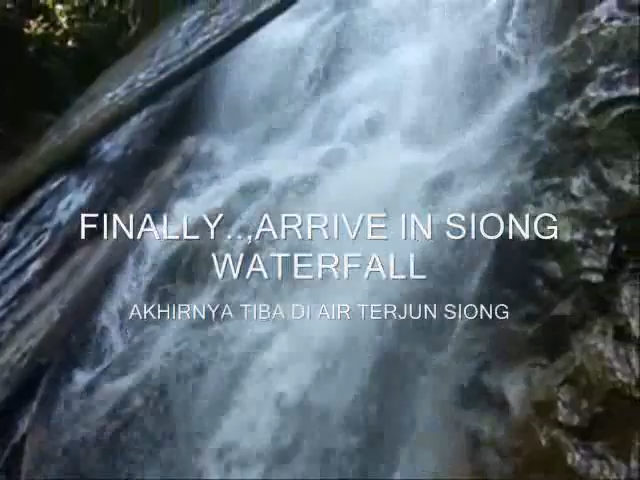 FINALLY..,ARRIVE IN SIONG
WATERFALL
AKHIRNYA TIBA DI AIR TERJUN SIONG